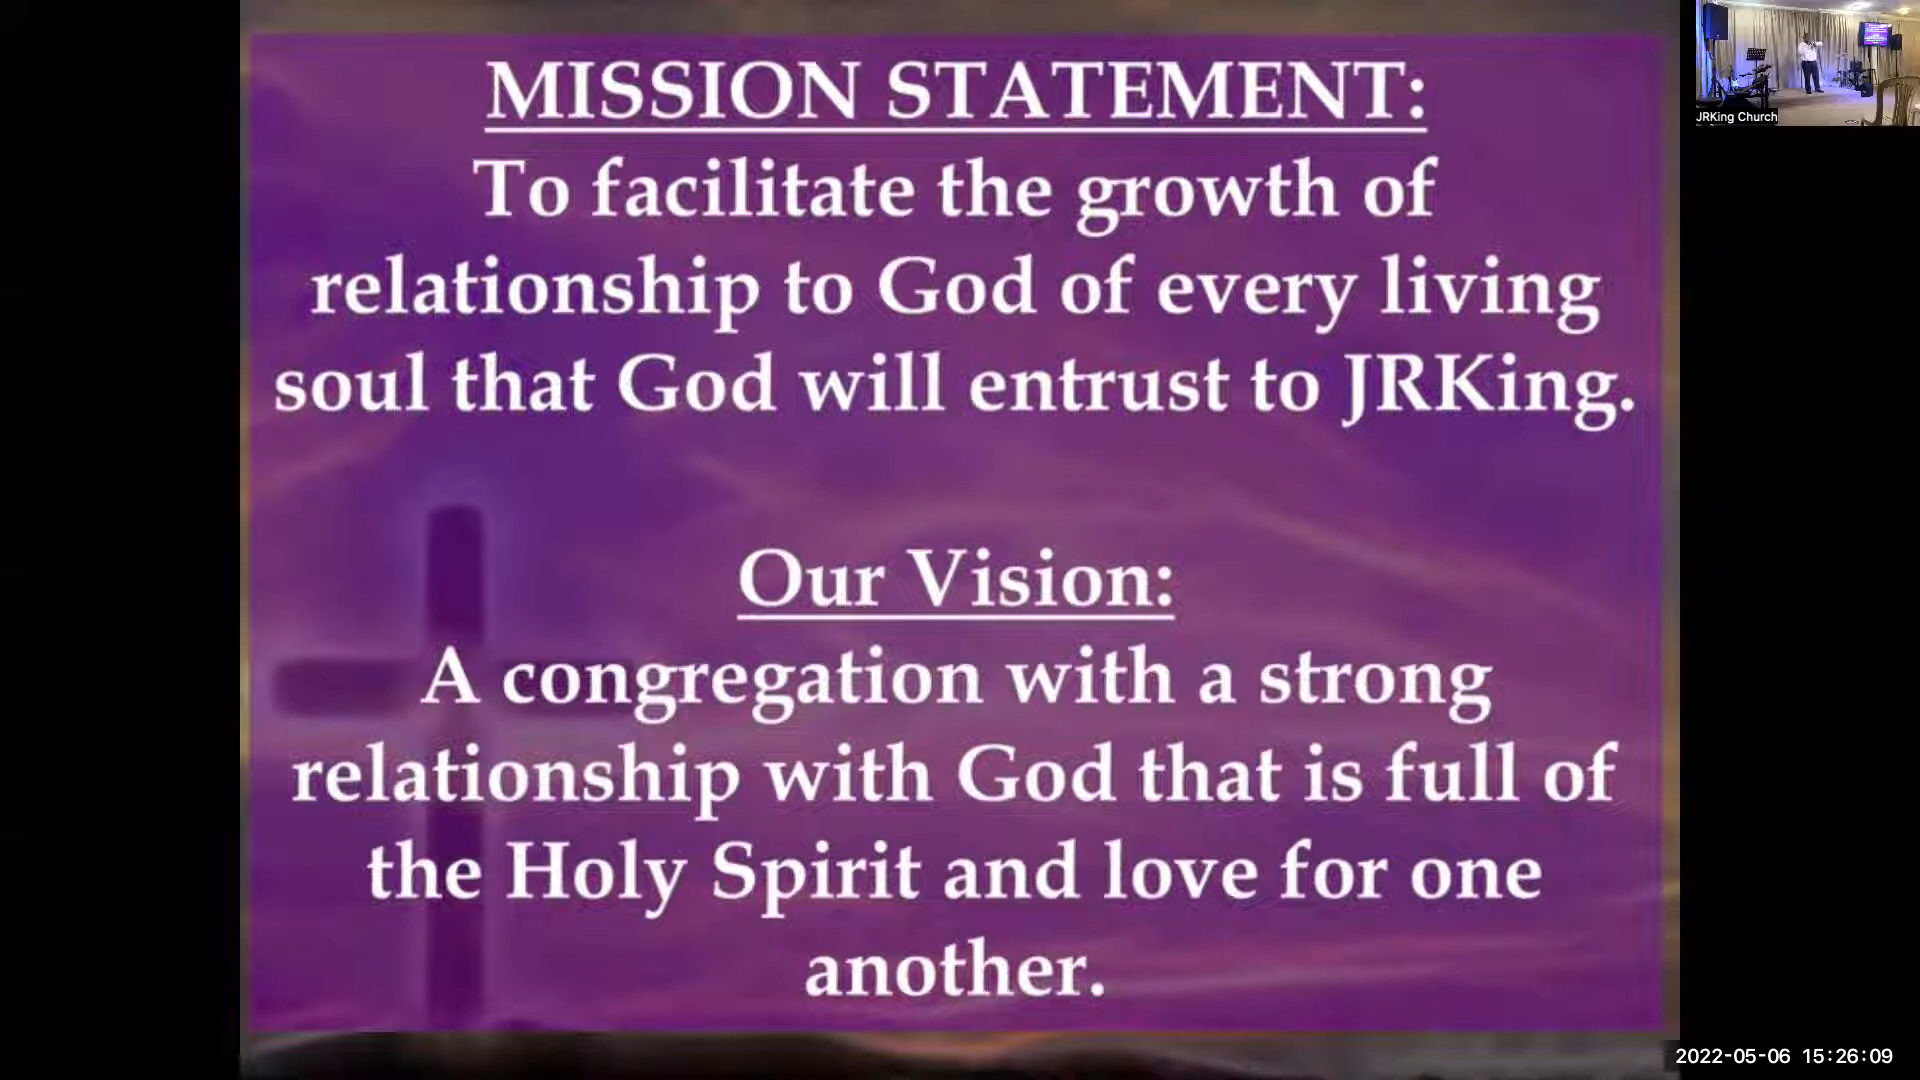 MISSION STATEMENT:
To facilitate the growth of
relationship to God of every living
soul that God will entrust to JRKing.
Our Vision:
A congregation with a strong
relationship with God that is full of
the Holy Spirit and love for one
another.
JRKing Church
2022-05-06 15:26:09